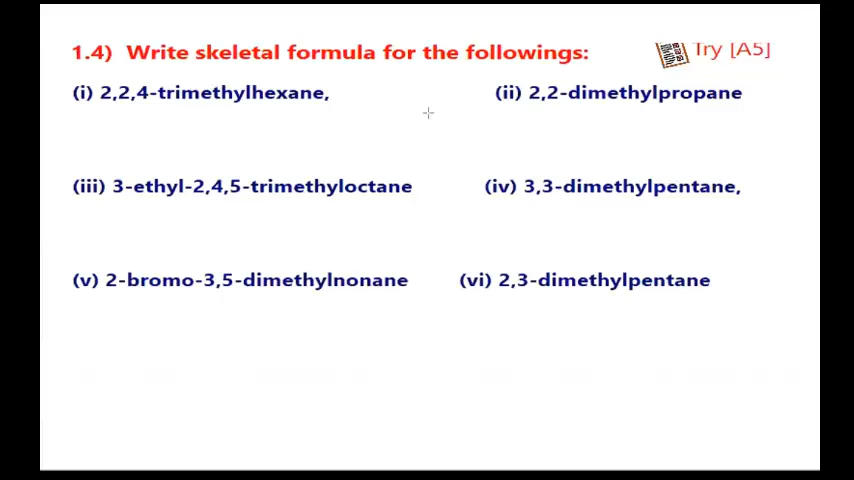 1.4) Write skeletal formula for the followings: Try [A5]
(i) 2,2,4-trimethylhexane, (ii) 2,2-dimethylpropane
(iii) 3-ethyl-2,4,5-trimethyloctane (iv) 3,3-dimethylpentane,
(v) 2-bromo-3,5-dimethylnonane (vi) 2,3-dimethylpentane